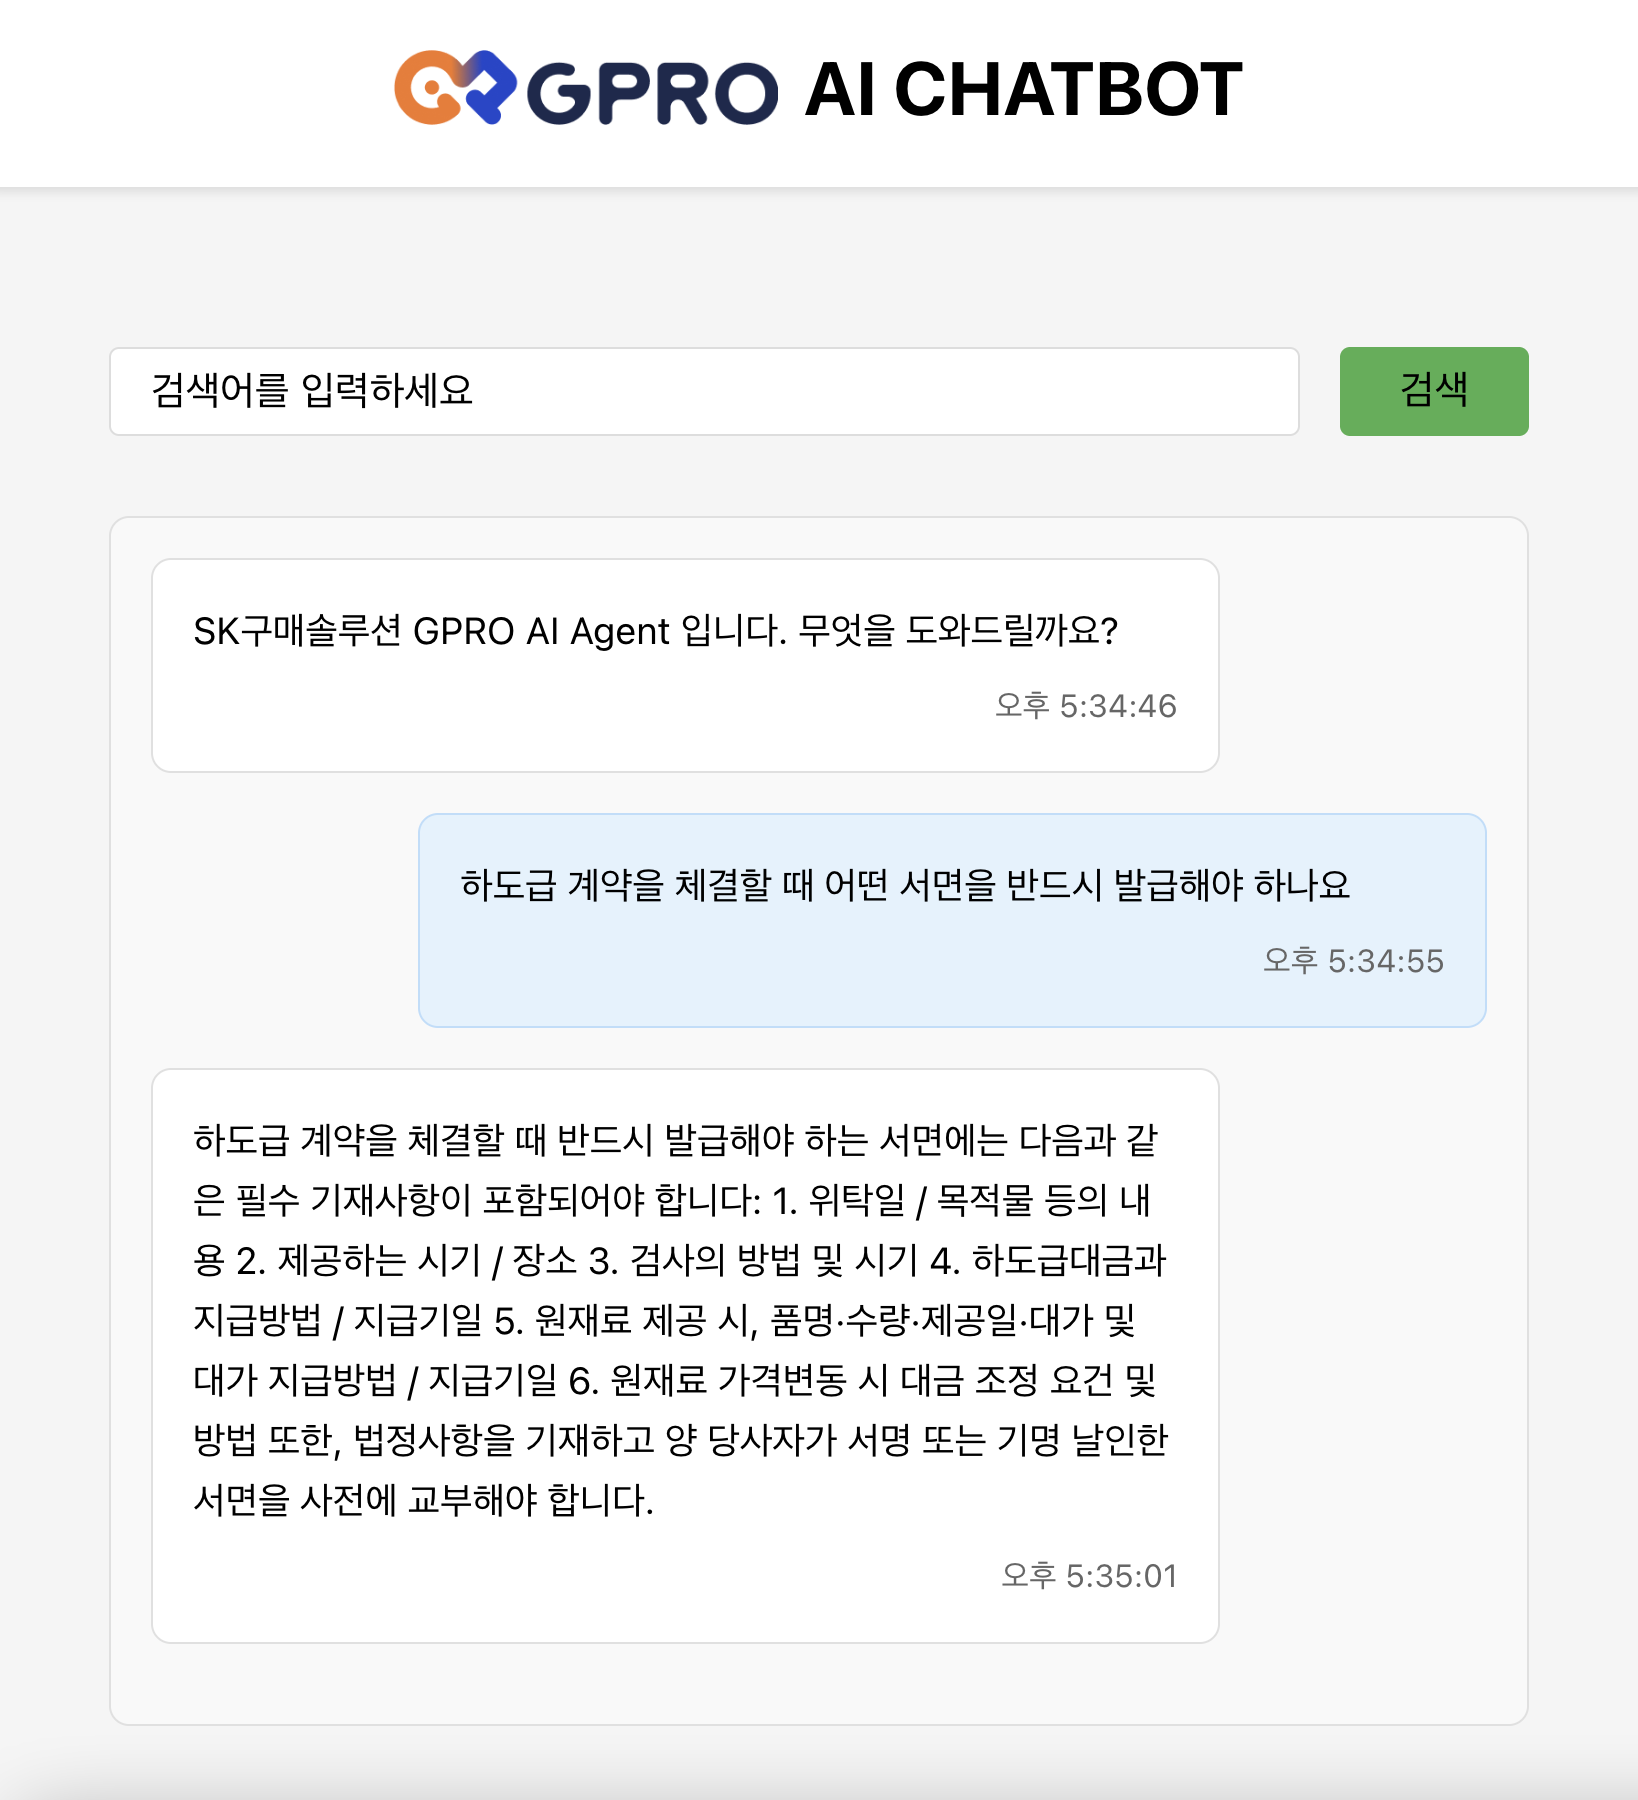 GPRO AI CHATBOT
검색어를 입력하세요
검색
SK구매솔루션 GPRO AI Agent 입니다. 무엇을 도와드릴까요?
오후 5:34:46
하도급 계약을 체결할 때 어떤 서면을 반드시 발급해야 하나요
오후 5:34:55
하도급 계약을 체결할 때 반드시 발급해야 하는 서면에는 다음과 같
은 필수 기재사항이 포함되어야 합니다: 1. 위탁일 / 목적물 등의 내
용 2. 제공하는 시기 / 장소 3. 검사의 방법 및 시기 4. 하도급대금과
지급방법 / 지급기일 5. 원재료 제공 시, 품명·수량·제공일·대가 및
대가 지급방법 / 지급기일 6. 원재료 가격변동 시 대금 조정 요건 및
방법 또한, 법정사항을 기재하고 양 당사자가 서명 또는 기명 날인한
서면을 사전에 교부해야 합니다.
오후 5:35:01